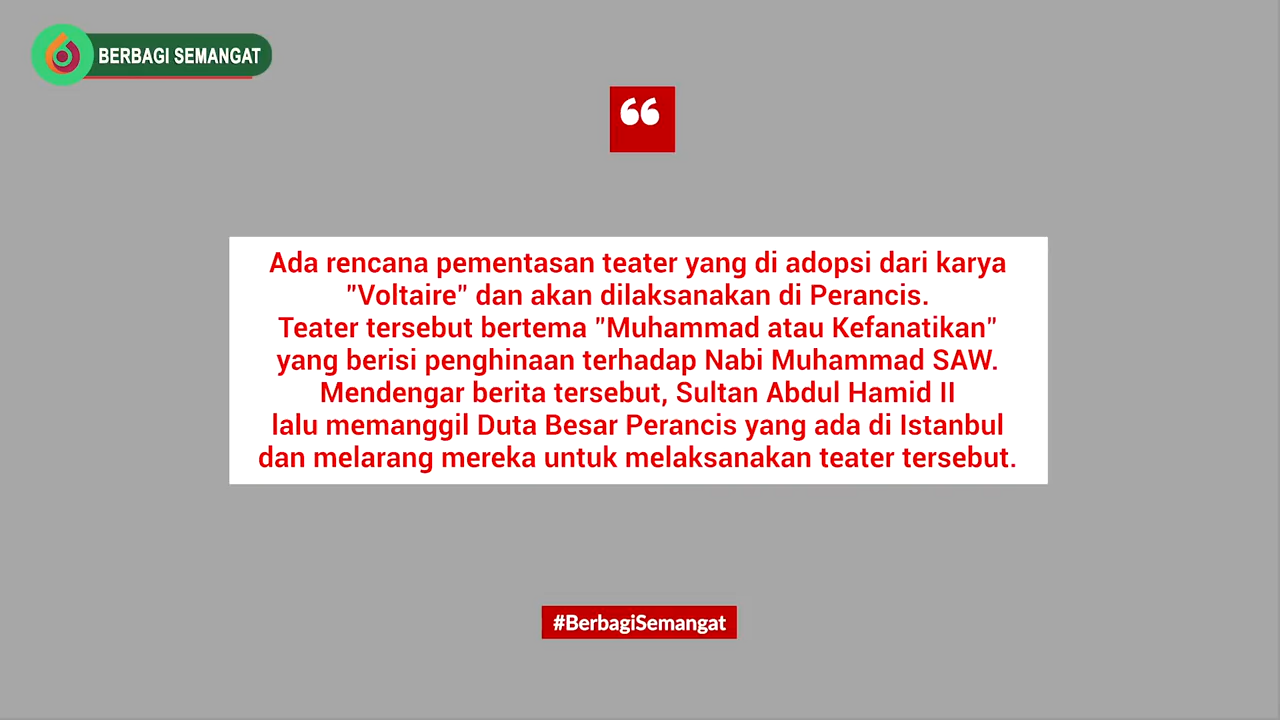 BERBAGI SEMANGAT
“
Ada rencana pementasan teater yang di adopsi dari karya
"Voltaire" dan akan dilaksanakan di Perancis.
Teater tersebut bertema "Muhammad atau Kefanatikan"
yang berisi penghinaan terhadap Nabi Muhammad SAW.
Mendengar berita tersebut, Sultan Abdul Hamid II
lalu memanggil Duta Besar Perancis yang ada di Istanbul
dan melarang mereka untuk melaksanakan teater tersebut.
#BerbagiSemangat